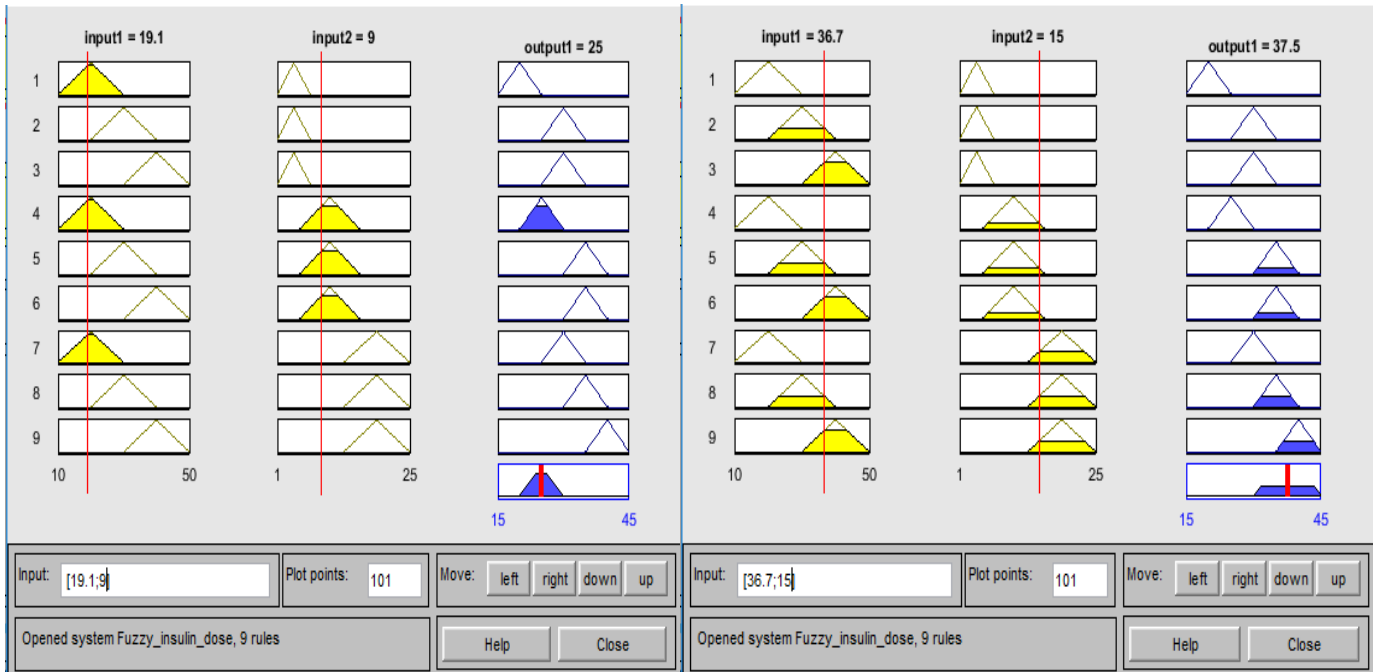 input1 = 19.1 input2 = 9 output1 = 25
1
2
3
4
5
6
7
8
9
10 50 1 25
15 45
Input: [19.1;9] Plot points: 101 Move: left right down up
Opened system Fuzzy_insulin_dose, 9 rules Help Close
input1 = 36.7 input2 = 15 output1 = 37.5
1
2
3
4
5
6
7
8
9
10 50 1 25
15 45
Input: [36.7;15] Plot points: 101 Move: left right down up
Opened system Fuzzy_insulin_dose, 9 rules Help Close